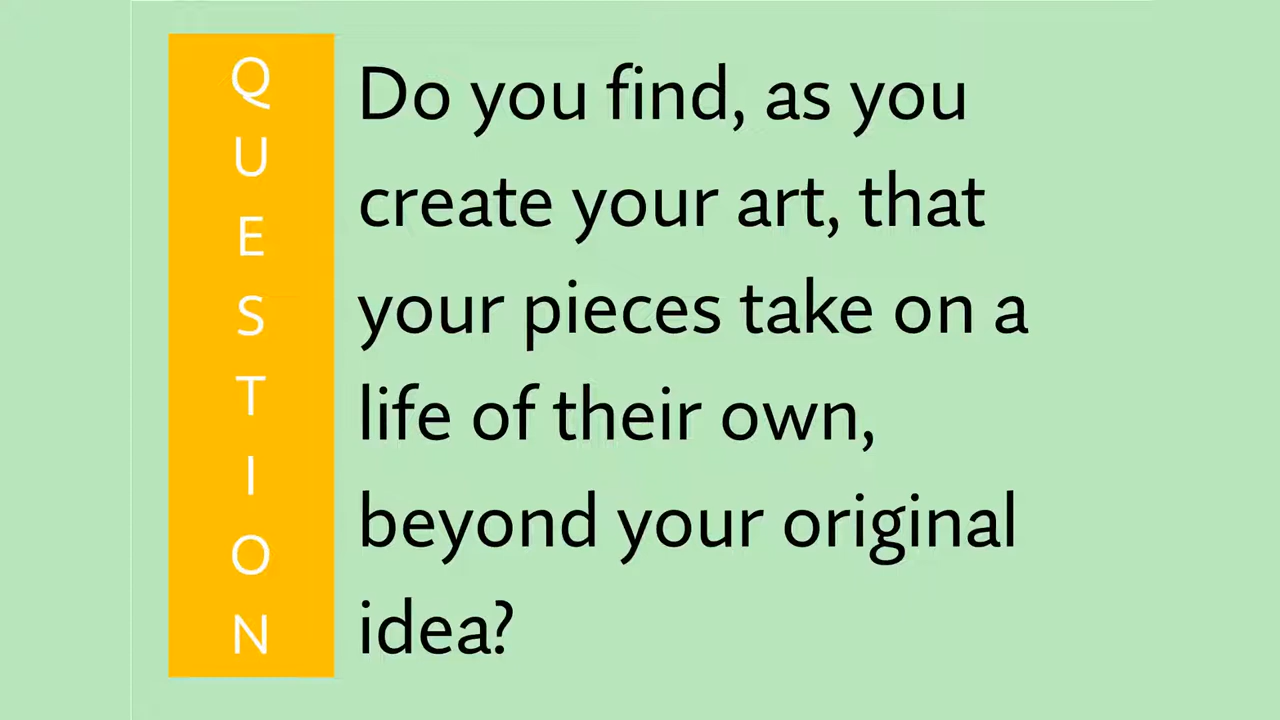 QUESTION
Do you find, as you
create your art, that
your pieces take on a
life of their own,
beyond your original
idea?